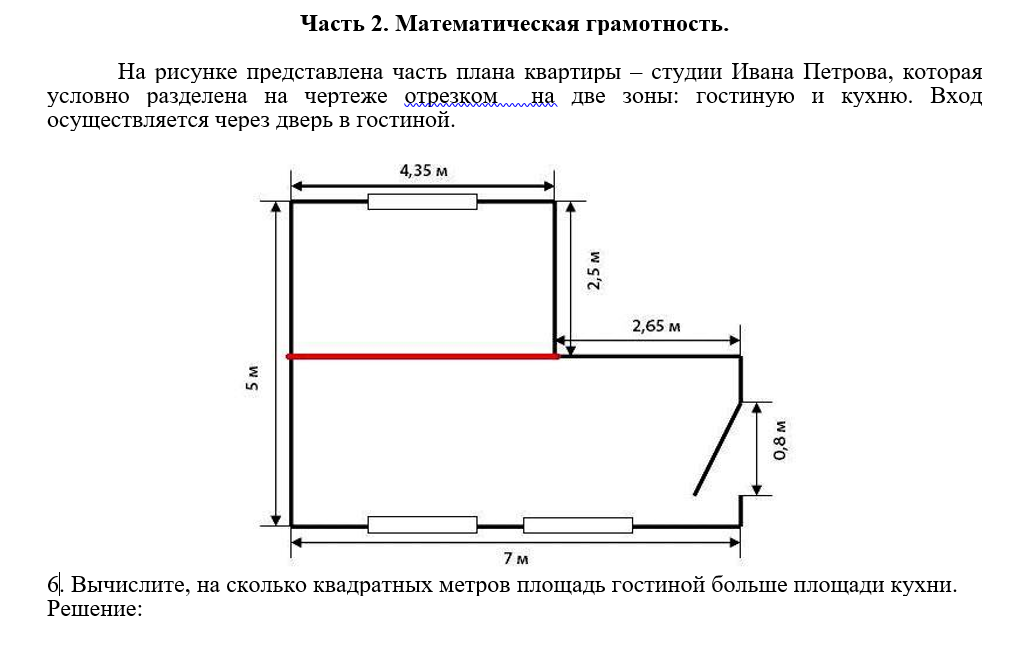 Часть 2. Математическая грамотность.
На рисунке представлена часть плана квартиры – студии Ивана Петрова, которая
условно разделена на чертеже отрезком на две зоны: гостиную и кухню. Вход
осуществляется через дверь в гостиной.
4,35 м
2,5 м
2,65 м
5 м
0,8 м
7 м
6. Вычислите, на сколько квадратных метров площадь гостиной больше площади кухни.
Решение: